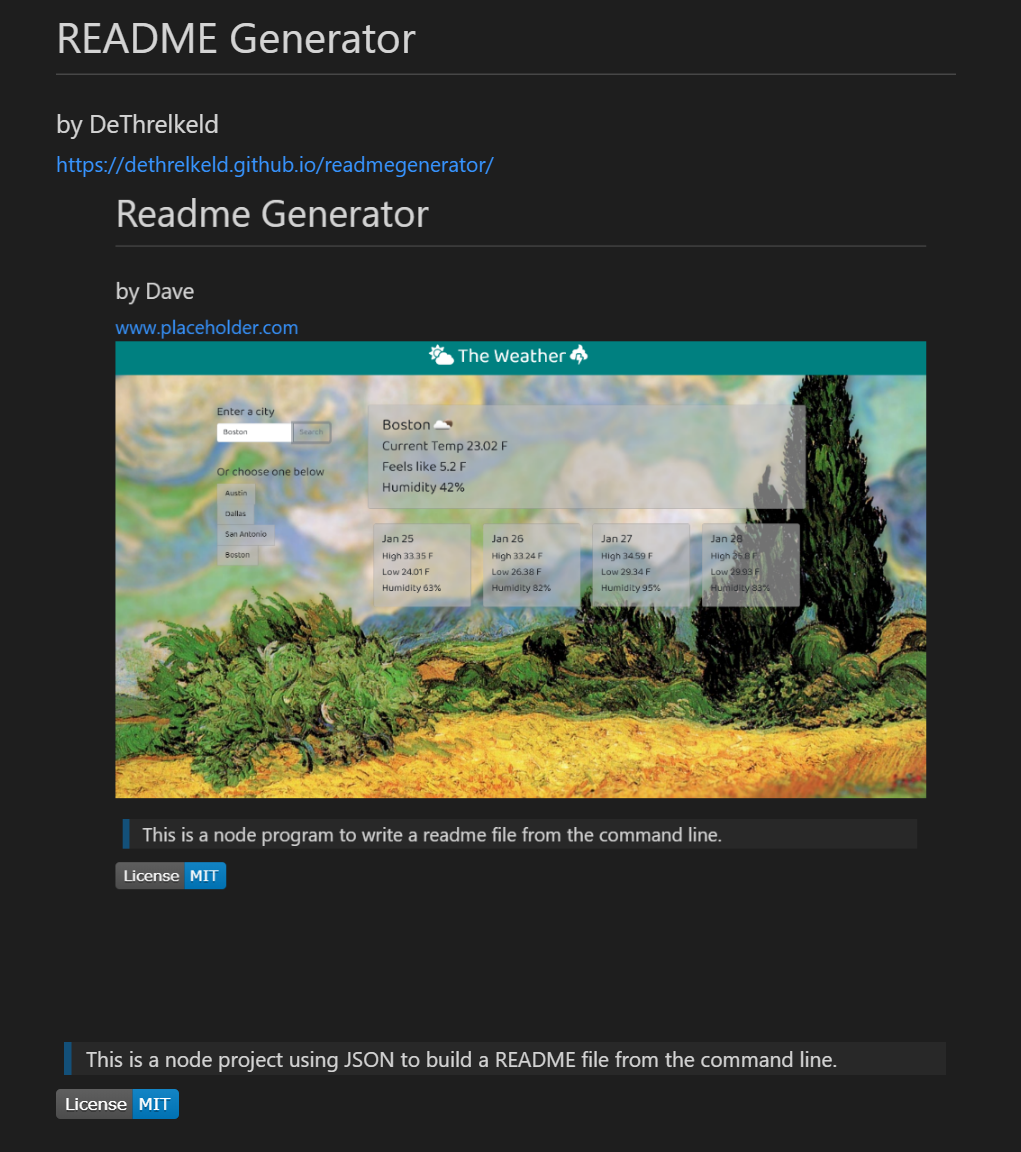 README Generator
by DeThrelkeld
https://dethrelkeld.github.io/readmegenerator/
Readme Generator
by Dave
www.placeholder.com
The Weather
Enter a city
Boston Search
Or choose one below
Austin
Dallas
San Antonio
Boston
Boston
Current Temp 23.02 F
Feels like 5.2 F
Humidity 42%
Jan 25
High 33.35 F
Low 24.01 F
Humidity 63%
Jan 26
High 33.24 F
Low 26.38 F
Humidity 82%
Jan 27
High 34.59 F
Low 29.34 F
Humidity 95%
Jan 28
High F
Low 29.93 F
Humidity 83%
This is a node program to write a readme file from the command line.
License MIT
This is a node project using JSON to build a README file from the command line.
License MIT